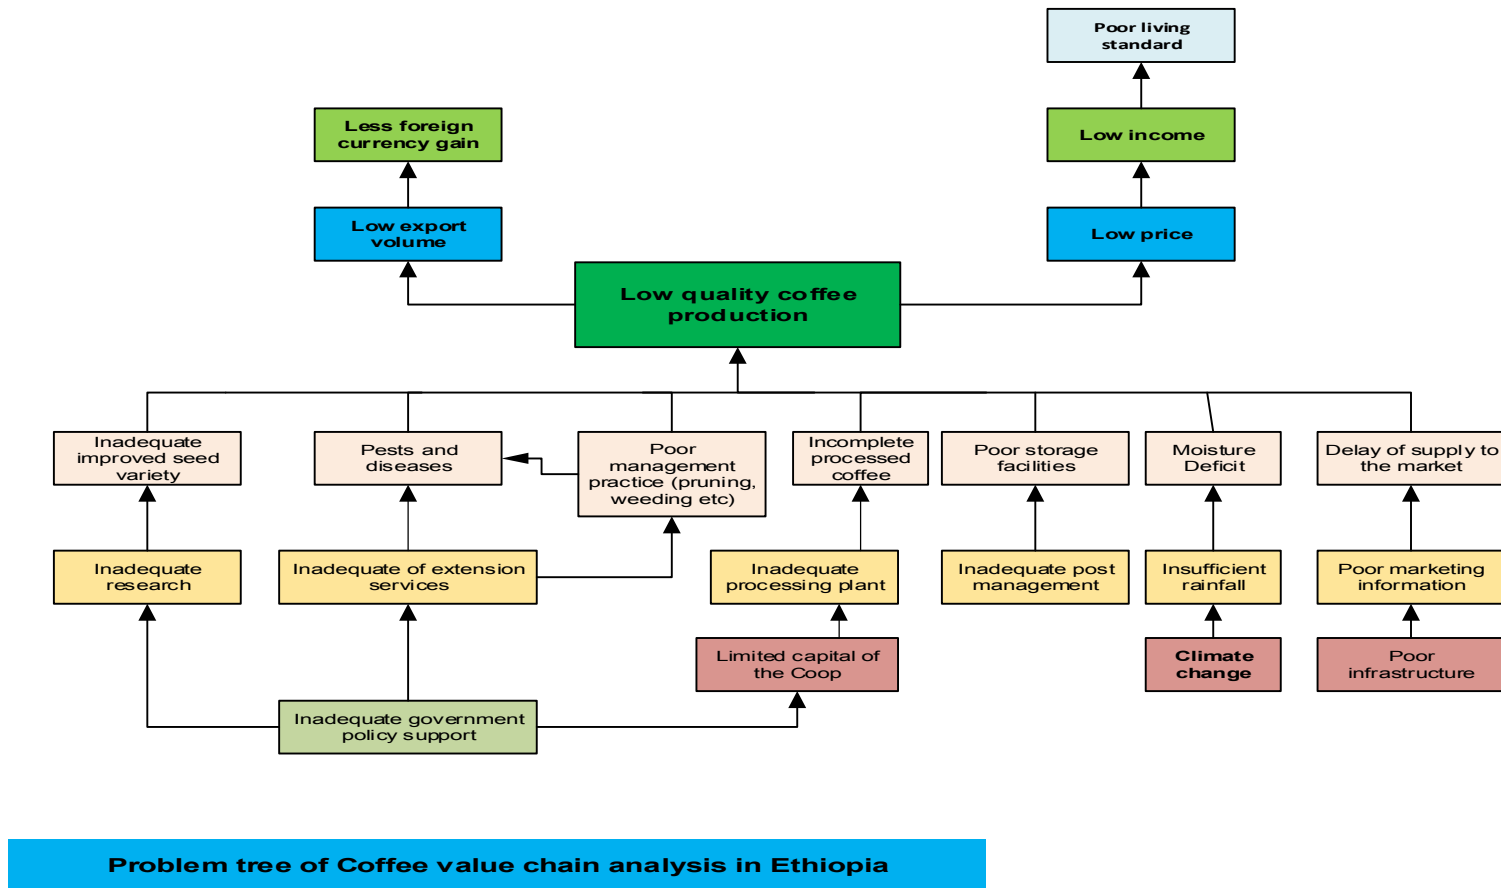 Poor living
standard
Less foreign
currency gain
Low income
Low export
volume
Low price
Low quality coffee
production
Inadequate
improved seed
variety
Pests and
diseases
Poor
management
practice (pruning,
weeding etc)
Incomplete
processed
coffee
Poor storage
facilities
Moisture
Deficit
Delay of supply to
the market
Inadequate
research
Inadequate of extension
services
Inadequate
processing plant
Inadequate post
management
Insufficient
rainfall
Poor marketing
information
Limited capital of
the Coop
Climate
change
Poor
infrastructure
Inadequate government
policy support
Problem tree of Coffee value chain analysis in Ethiopia